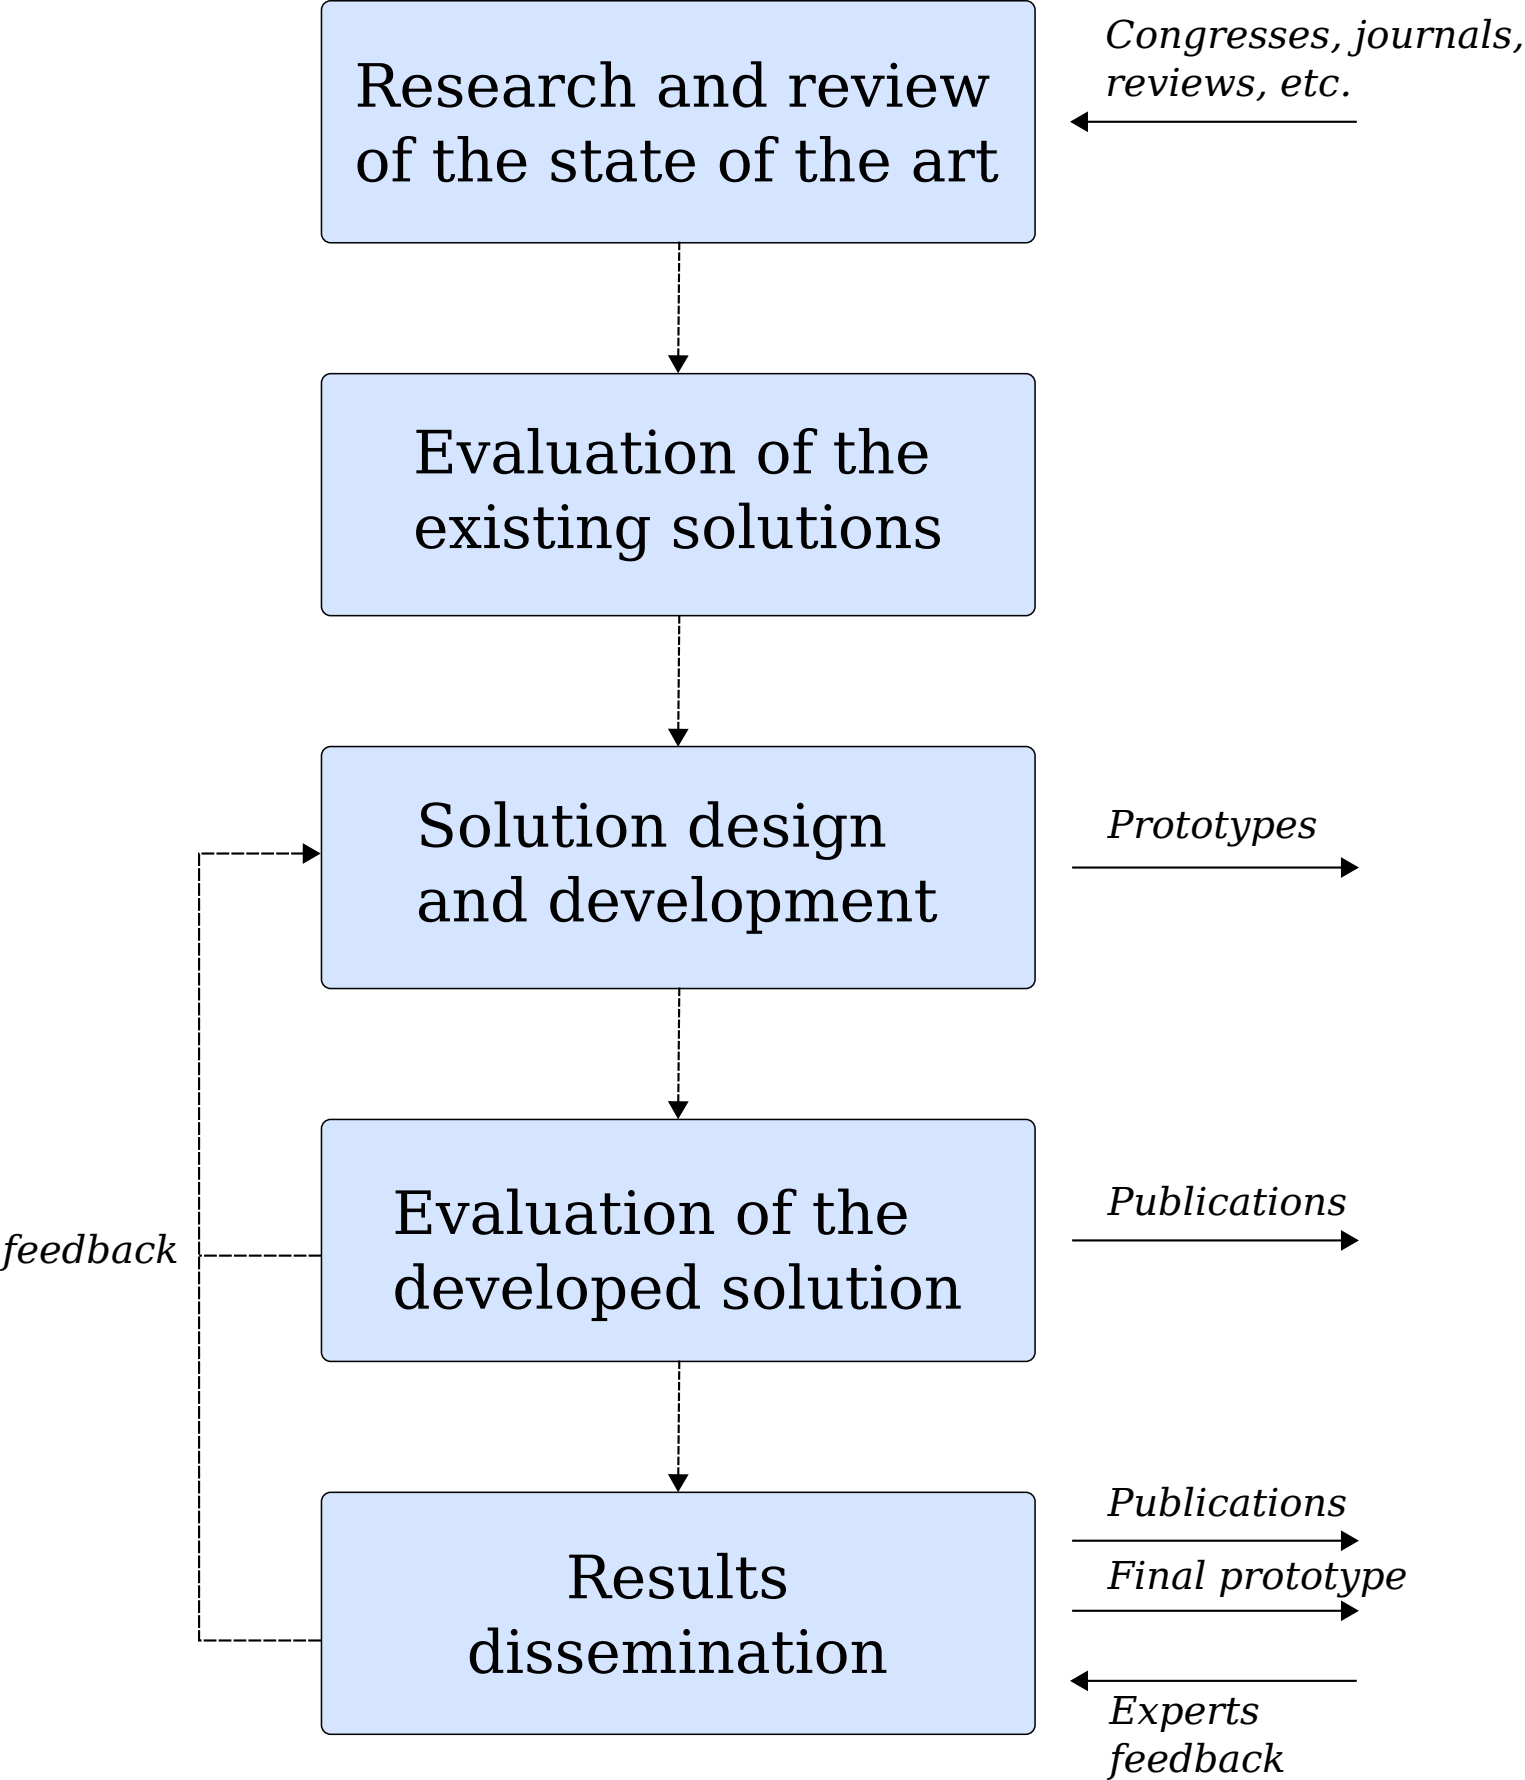 Congresses, journals,
reviews, etc.
Research and review
of the state of the art
Evaluation of the
existing solutions
Solution design
and development
Prototypes
Evaluation of the
developed solution
Publications
feedback
Results
dissemination
Publications
Final prototype
Experts
feedback